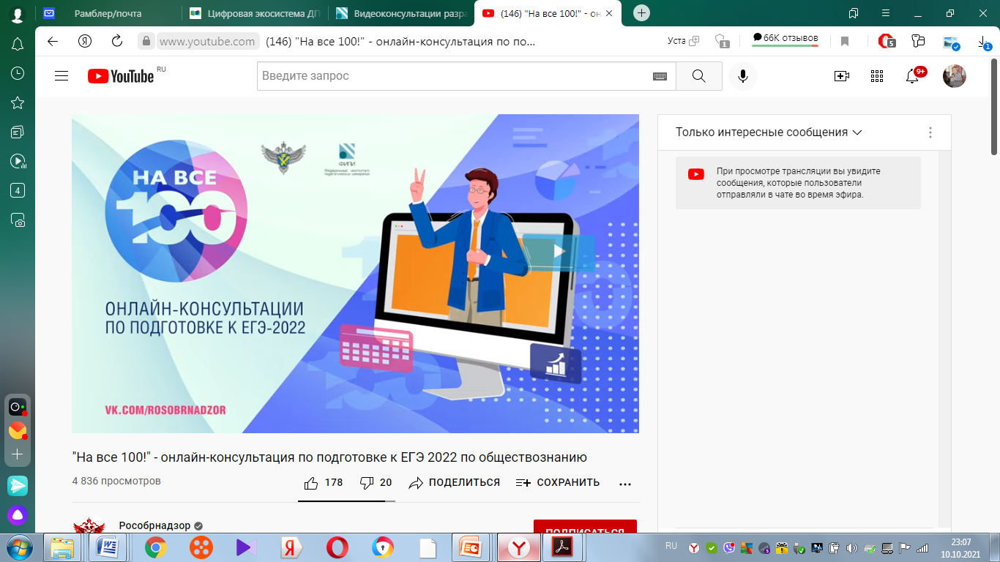 Рамблер/почта
Цифровая экосистема ДП
Видеоконсультации разра
(146) "На все 100!" - он
www.youtube.com
(146) "На все 100!" - онлайн-консультация по по...
Уста
1
66K отзывов
5
1
YouTube RU
Введите запрос
9+
4
НА ВСЕ
100
ФИПИ
Федеральный институт
педагогических измерений
ОНЛАЙН-КОНСУЛЬТАЦИИ
ПО ПОДГОТОВКЕ К ЕГЭ-2022
VK.COM/ROSOBRNADZOR
Только интересные сообщения
При просмотре трансляции вы увидите
сообщения, которые пользователи
отправляли в чате во время эфира.
"На все 100!" - онлайн-консультация по подготовке к ЕГЭ 2022 по обществознанию
4 836 просмотров
178
20
ПОДЕЛИТЬСЯ
СОХРАНИТЬ
Рособрнадзор
ПОДПИСАТЬСЯ
RU
23:07
10.10.2021